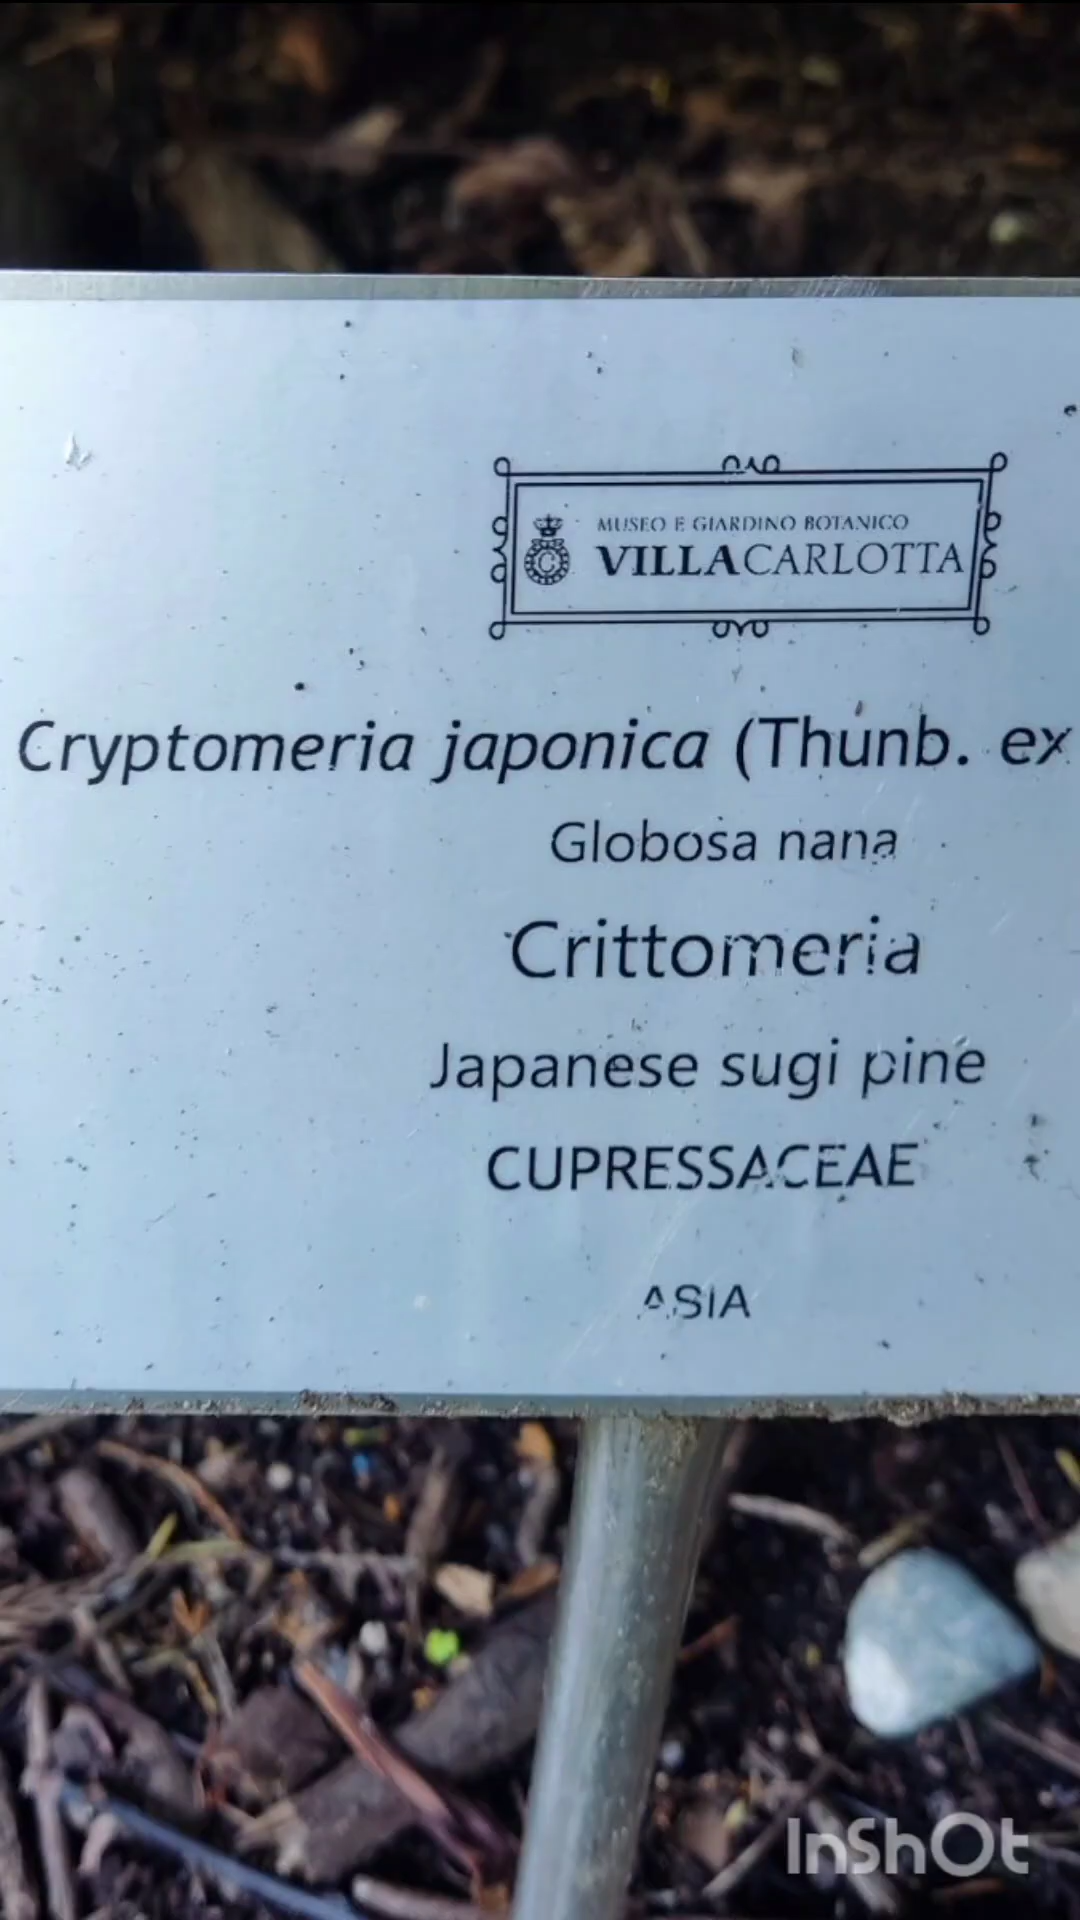 MUSEO E GIARDINO BOTANICO
VILLACARLOTTA
Cryptomeria japonica (Thunb. ex
Globosa nana
Crittomeria
Japanese sugi pine
CUPRESSACEAE
ASIA
InShOt